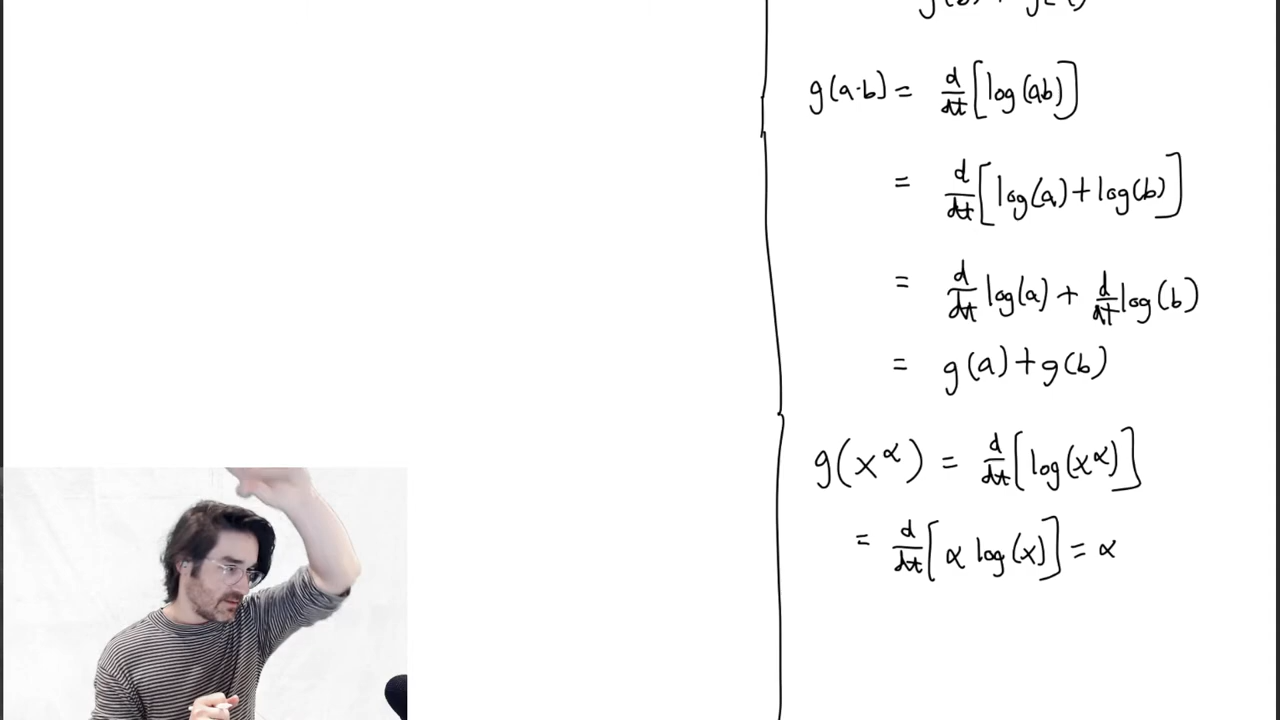 g(a·b) = d/dt [log(ab)]
= d/dt [log(a) + log(b)]
= d/dt log(a) + d/dt log(b)
= g(a) + g(b)
g(x^α) = d/dt [log(x^α)]
= d/dt [α log(x)] = α